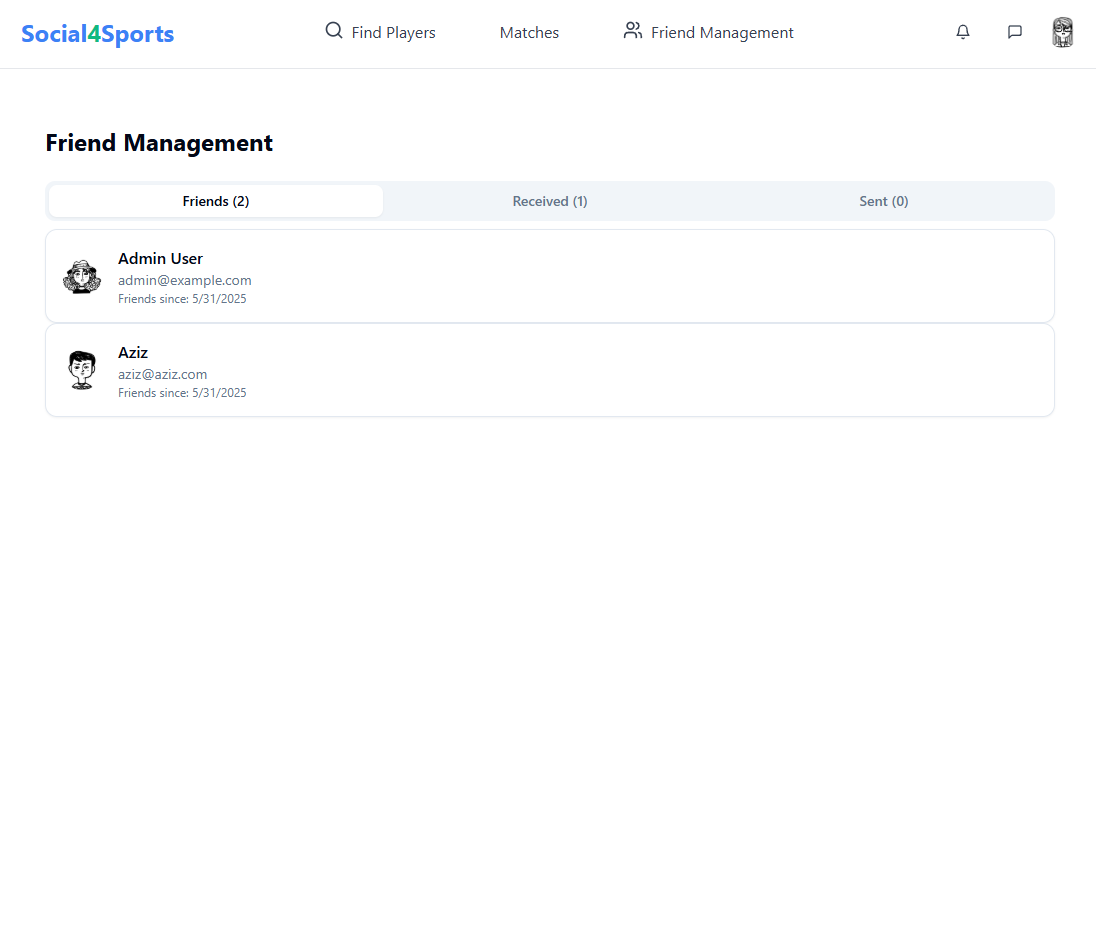 Social4Sports
Find Players
Matches
Friend Management
Friend Management
Friends (2)
Received (1)
Sent (0)
Admin User
admin@example.com
Friends since: 5/31/2025
Aziz
aziz@aziz.com
Friends since: 5/31/2025